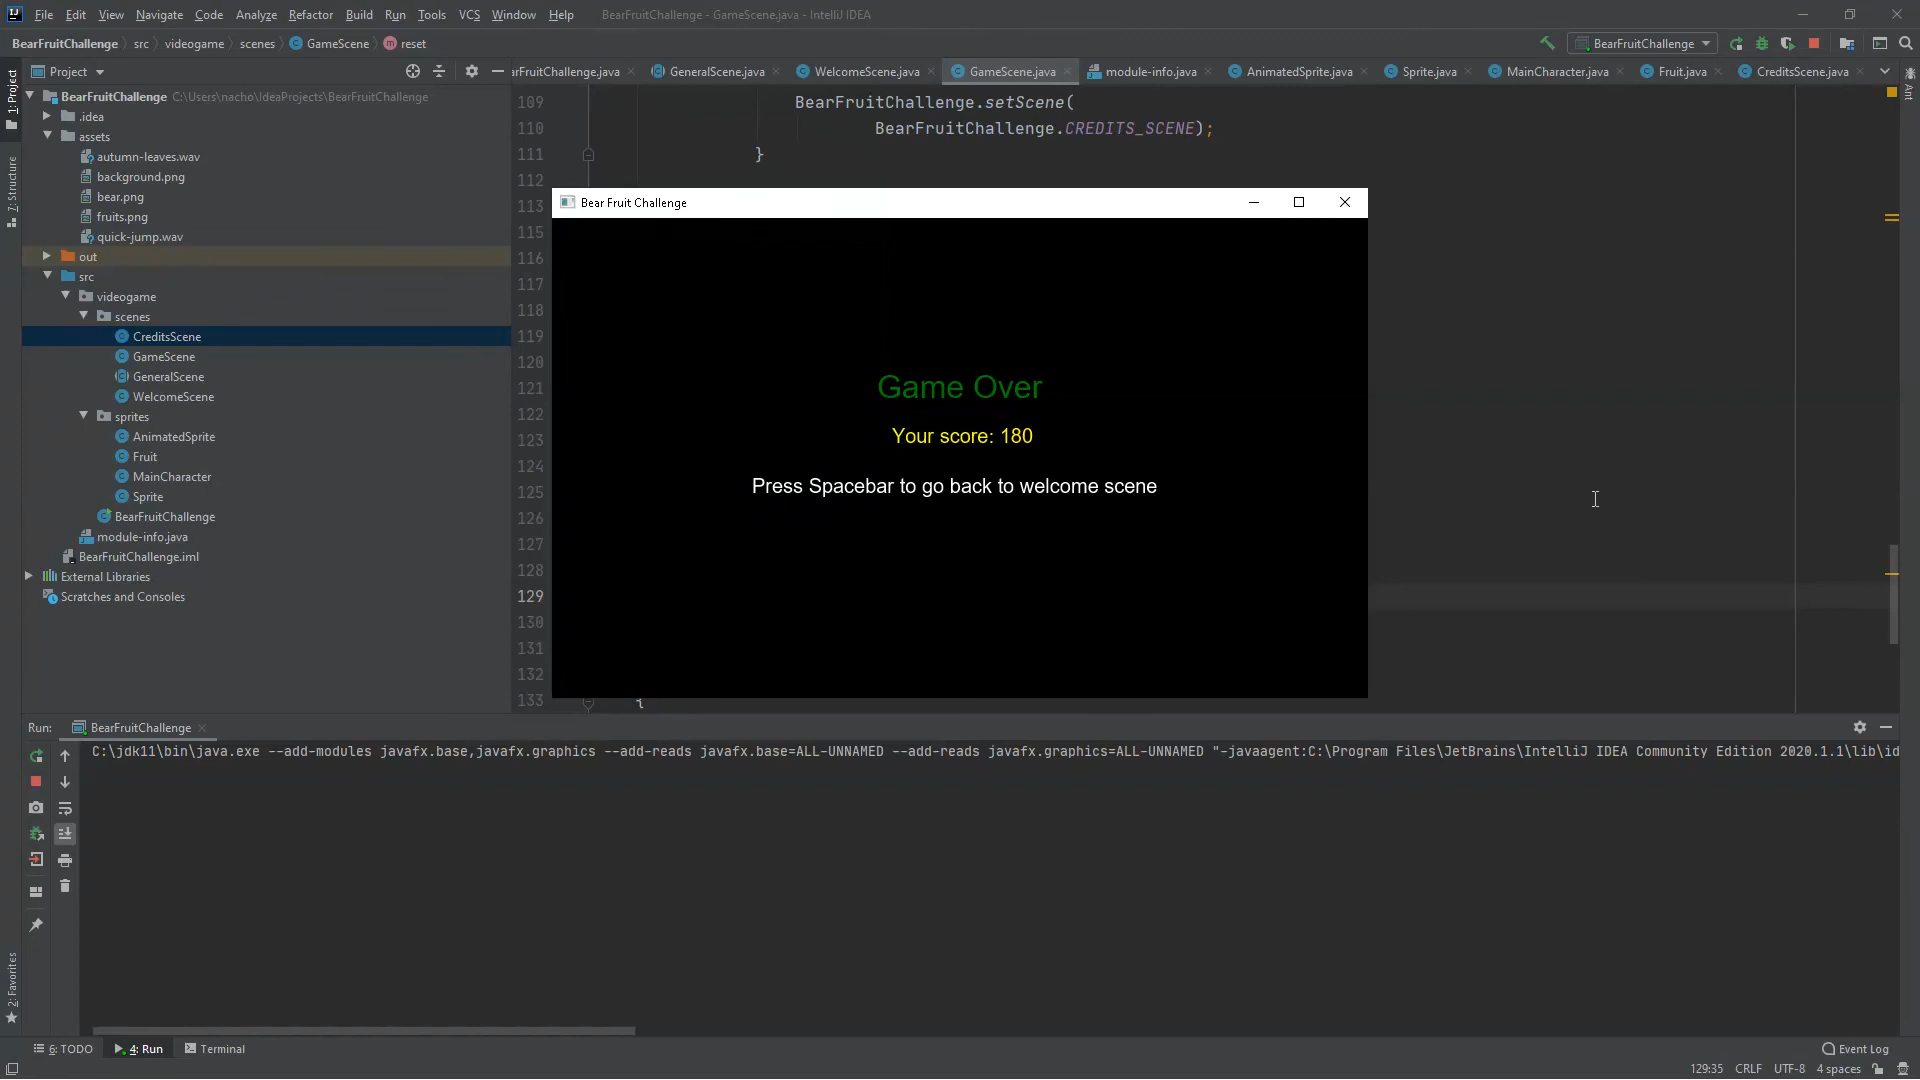 File Edit View Navigate Code Analyze Refactor Build Run Tools VCS Window Help BearFruitChallenge - GameScene.java - IntelliJ IDEA
BearFruitChallenge src videogame scenes GameScene reset BearFruitChallenge
Project
arFruitChallenge.java GeneralScene.java WelcomeScene.java GameScene.java module-info.java AnimatedSprite.java Sprite.java MainCharacter.java Fruit.java CreditsScene.java
1: Project
7: Structure
2: Favorites
Ant
BearFruitChallenge C:\Users\nacho\IdeaProjects\BearFruitChallenge
.idea
assets
autumn-leaves.wav
background.png
bear.png
fruits.png
quick-jump.wav
out
src
videogame
scenes
CreditsScene
GameScene
GeneralScene
WelcomeScene
sprites
AnimatedSprite
Fruit
MainCharacter
Sprite
BearFruitChallenge
module-info.java
BearFruitChallenge.iml
External Libraries
Scratches and Consoles
109 BearFruitChallenge.setScene(
110 BearFruitChallenge.CREDITS_SCENE);
111 }
112
113
115
116
117
118
119
120
121
122
123
124
125
126
127
128
129
130
131
132
133 {
Bear Fruit Challenge
Game Over
Your score: 180
Press Spacebar to go back to welcome scene
Run: BearFruitChallenge
C:\jdk11\bin\java.exe --add-modules javafx.base,javafx.graphics --add-reads javafx.base=ALL-UNNAMED --add-reads javafx.graphics=ALL-UNNAMED "-javaagent:C:\Program Files\JetBrains\IntelliJ IDEA Community Edition 2020.1.1\lib\id
6: TODO 4: Run Terminal Event Log
129:35 CRLF UTF-8 4 spaces